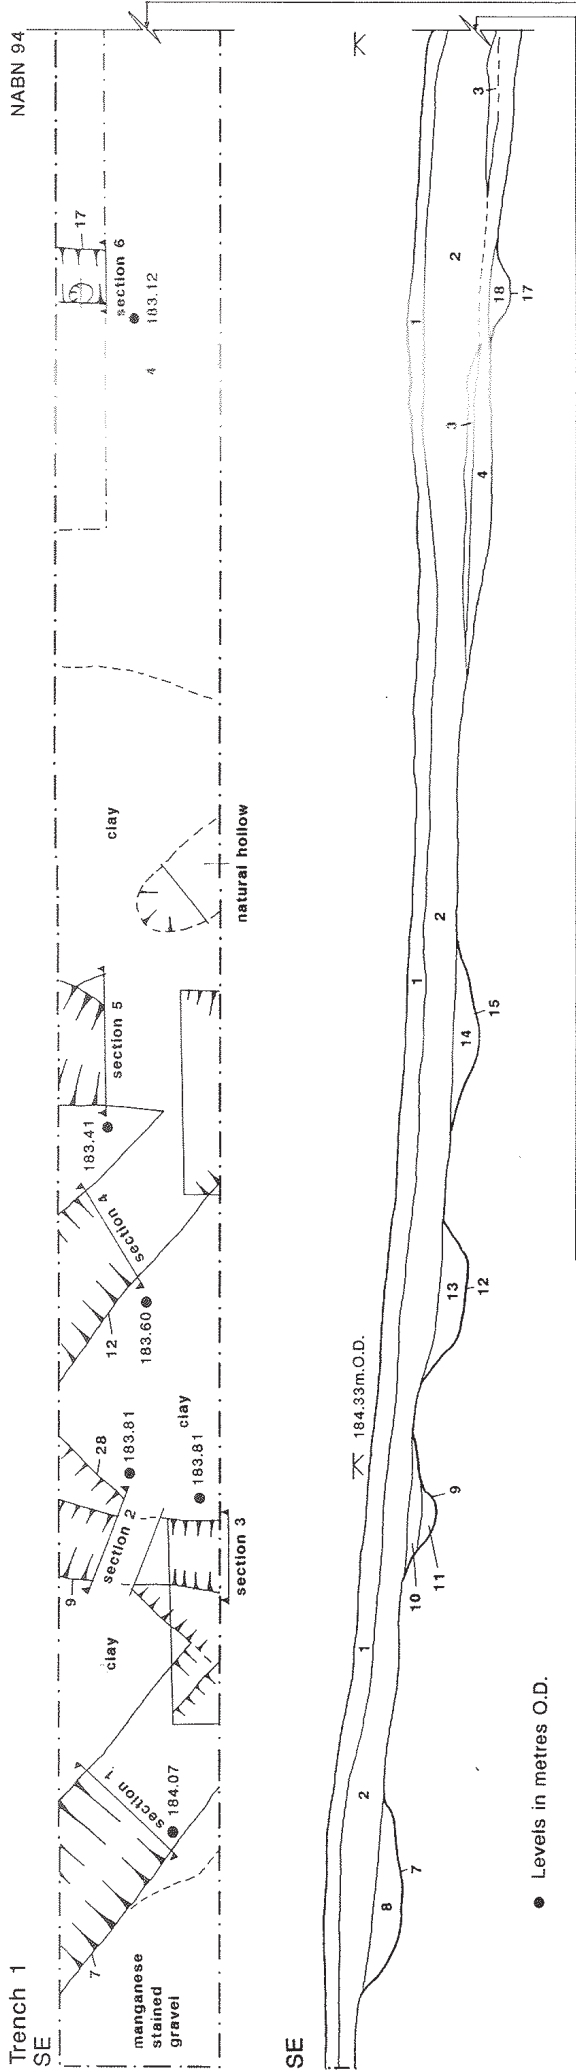 Trench 1
NABN 94
SE
7
manganese
stained
gravel
section 1
184.07
clay
9
section 2
28
183.81
clay
183.81
section 3
12
183.60
section 4
183.41
section 5
clay
natural hollow
4
183.12
section 6
17
SE
7
8
2
1
10
11
9
184.33m.O.D.
13
12
14
15
2
1
4
3
1
2
18
17
3
Levels in metres O.D.